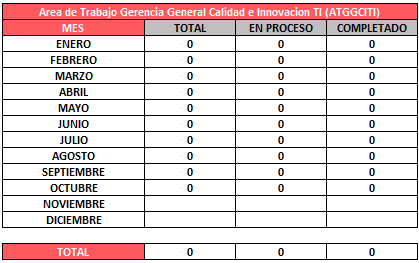 Area de Trabajo Gerencia General Calidad e Innovacion TI (ATGGCITI)
MES TOTAL EN PROCESO COMPLETADO
ENERO 0 0 0
FEBRERO 0 0 0
MARZO 0 0 0
ABRIL 0 0 0
MAYO 0 0 0
JUNIO 0 0 0
JULIO 0 0 0
AGOSTO 0 0 0
SEPTIEMBRE 0 0 0
OCTUBRE 0 0 0
NOVIEMBRE
DICIEMBRE
TOTAL 0 0 0